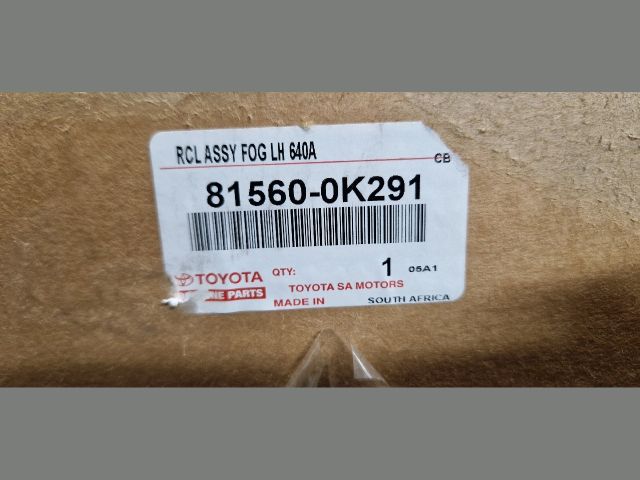 RCL ASSY FOG LH 640A
CB
81560-0K291
TOYOTA QTY: 1 05A1
PARTS TOYOTA SA MOTORS
MADE IN SOUTH AFRICA